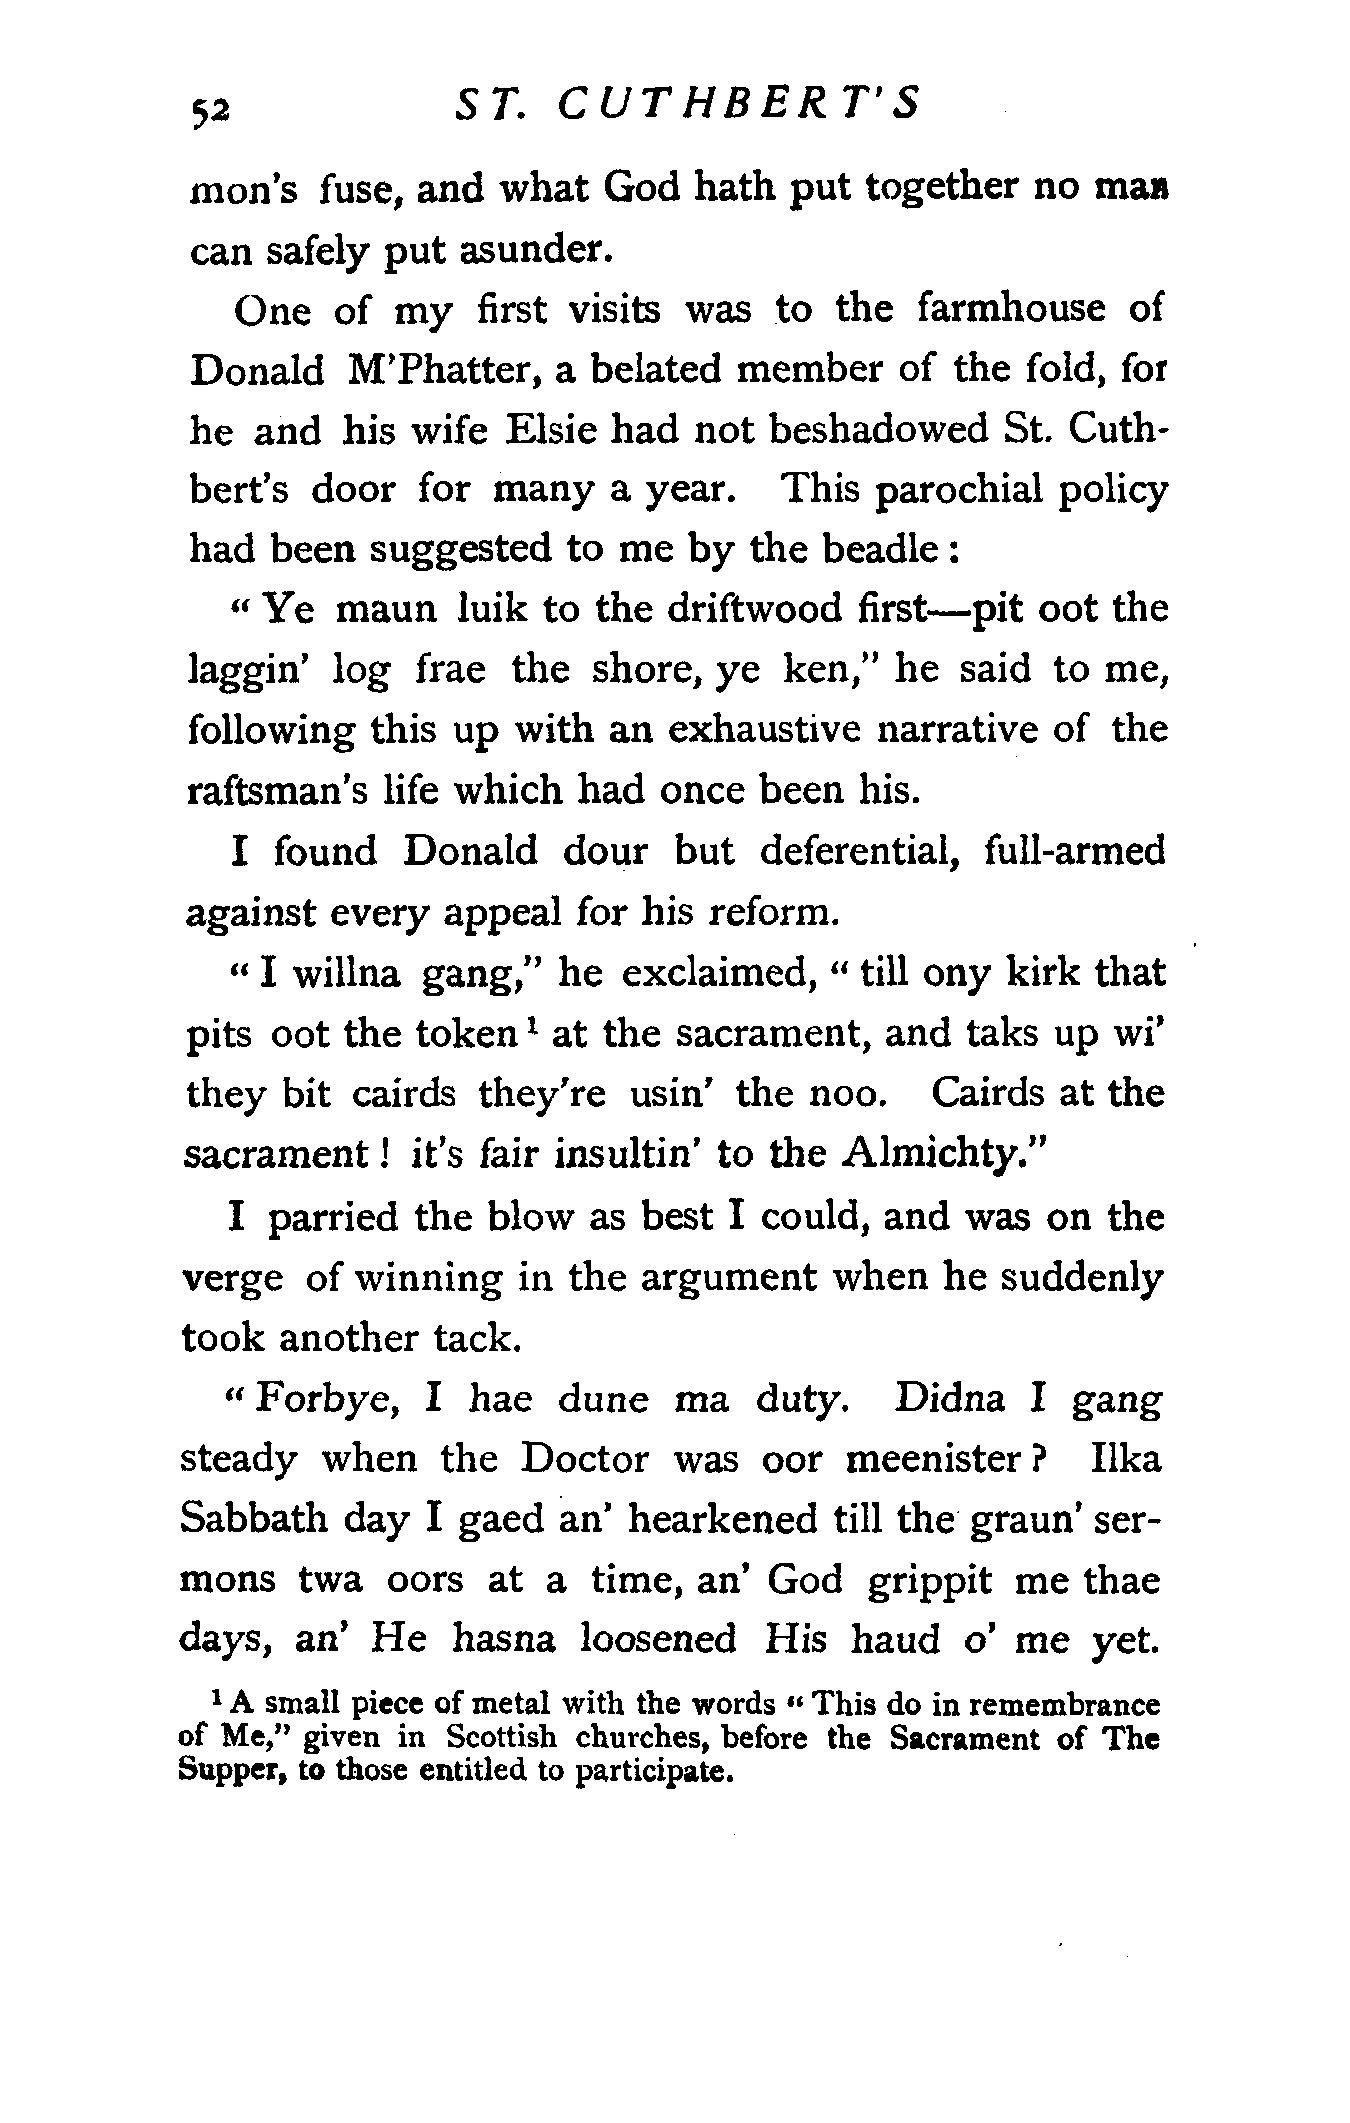 52 ST. CUTHBERT'S
mon's fuse, and what God hath put together no man
can safely put asunder.
One of my first visits was to the farmhouse of
Donald M'Phatter, a belated member of the fold, for
he and his wife Elsie had not beshadowed St. Cuth-
bert's door for many a year. This parochial policy
had been suggested to me by the beadle :
“ Ye maun luik to the driftwood first—pit oot the
laggin' log frae the shore, ye ken,” he said to me,
following this up with an exhaustive narrative of the
raftsman's life which had once been his.
I found Donald dour but deferential, full-armed
against every appeal for his reform.
“ I willna gang,” he exclaimed, “ till ony kirk that
pits oot the token ¹ at the sacrament, and taks up wi'
they bit cairds they're usin' the noo. Cairds at the
sacrament ! it's fair insultin' to the Almichty.”
I parried the blow as best I could, and was on the
verge of winning in the argument when he suddenly
took another tack.
“ Forbye, I hae dune ma duty. Didna I gang
steady when the Doctor was oor meenister ? Ilka
Sabbath day I gaed an' hearkened till the graun' ser-
mons twa oors at a time, an' God grippit me thae
days, an' He hasna loosened His haud o' me yet.
¹ A small piece of metal with the words “ This do in remembrance
of Me,” given in Scottish churches, before the Sacrament of The
Supper, to those entitled to participate.